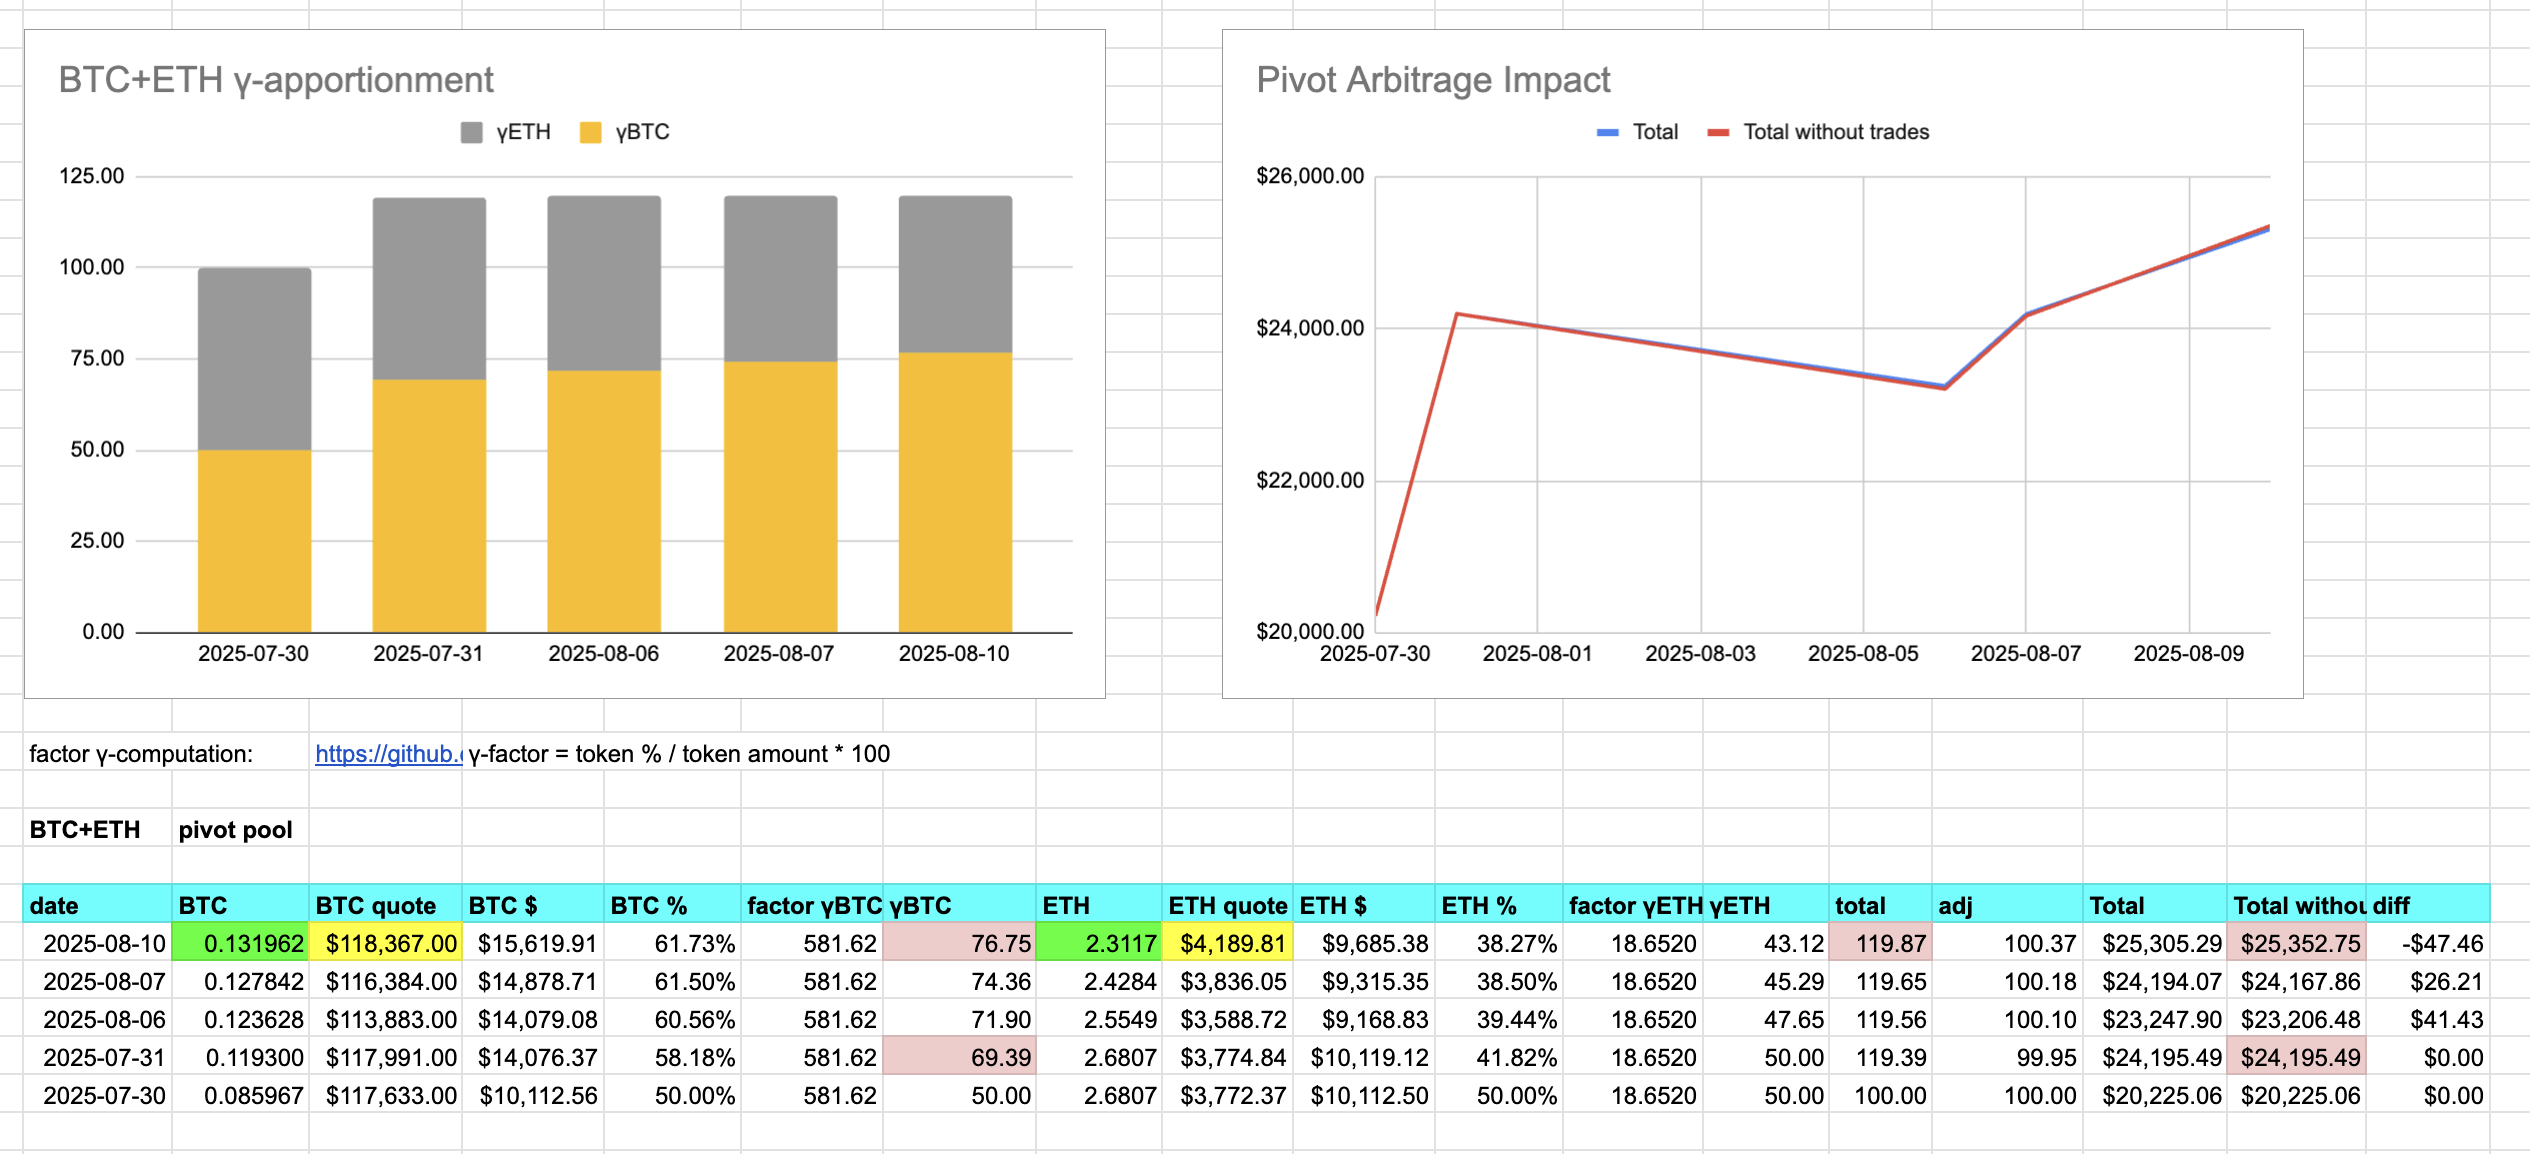 BTC+ETH γ-apportionment
γETH γBTC
125.00
100.00
75.00
50.00
25.00
0.00
2025-07-30 2025-07-31 2025-08-06 2025-08-07 2025-08-10
Pivot Arbitrage Impact
Total Total without trades
$26,000.00
$24,000.00
$22,000.00
$20,000.00
2025-07-30 2025-08-01 2025-08-03 2025-08-05 2025-08-07 2025-08-09
factor γ-computation: https://github. γ-factor = token % / token amount * 100
BTC+ETH pivot pool
date BTC BTC quote BTC $ BTC % factor γBTC γBTC ETH ETH quote ETH $ ETH % factor γETH γETH total adj Total Total withou diff
2025-08-10 0.131962 $118,367.00 $15,619.91 61.73% 581.62 76.75 2.3117 $4,189.81 $9,685.38 38.27% 18.6520 43.12 119.87 100.37 $25,305.29 $25,352.75 -$47.46
2025-08-07 0.127842 $116,384.00 $14,878.71 61.50% 581.62 74.36 2.4284 $3,836.05 $9,315.35 38.50% 18.6520 45.29 119.65 100.18 $24,194.07 $24,167.86 $26.21
2025-08-06 0.123628 $113,883.00 $14,079.08 60.56% 581.62 71.90 2.5549 $3,588.72 $9,168.83 39.44% 18.6520 47.65 119.56 100.10 $23,247.90 $23,206.48 $41.43
2025-07-31 0.119300 $117,991.00 $14,076.37 58.18% 581.62 69.39 2.6807 $3,774.84 $10,119.12 41.82% 18.6520 50.00 119.39 99.95 $24,195.49 $24,195.49 $0.00
2025-07-30 0.085967 $117,633.00 $10,112.56 50.00% 581.62 50.00 2.6807 $3,772.37 $10,112.50 50.00% 18.6520 50.00 100.00 100.00 $20,225.06 $20,225.06 $0.00